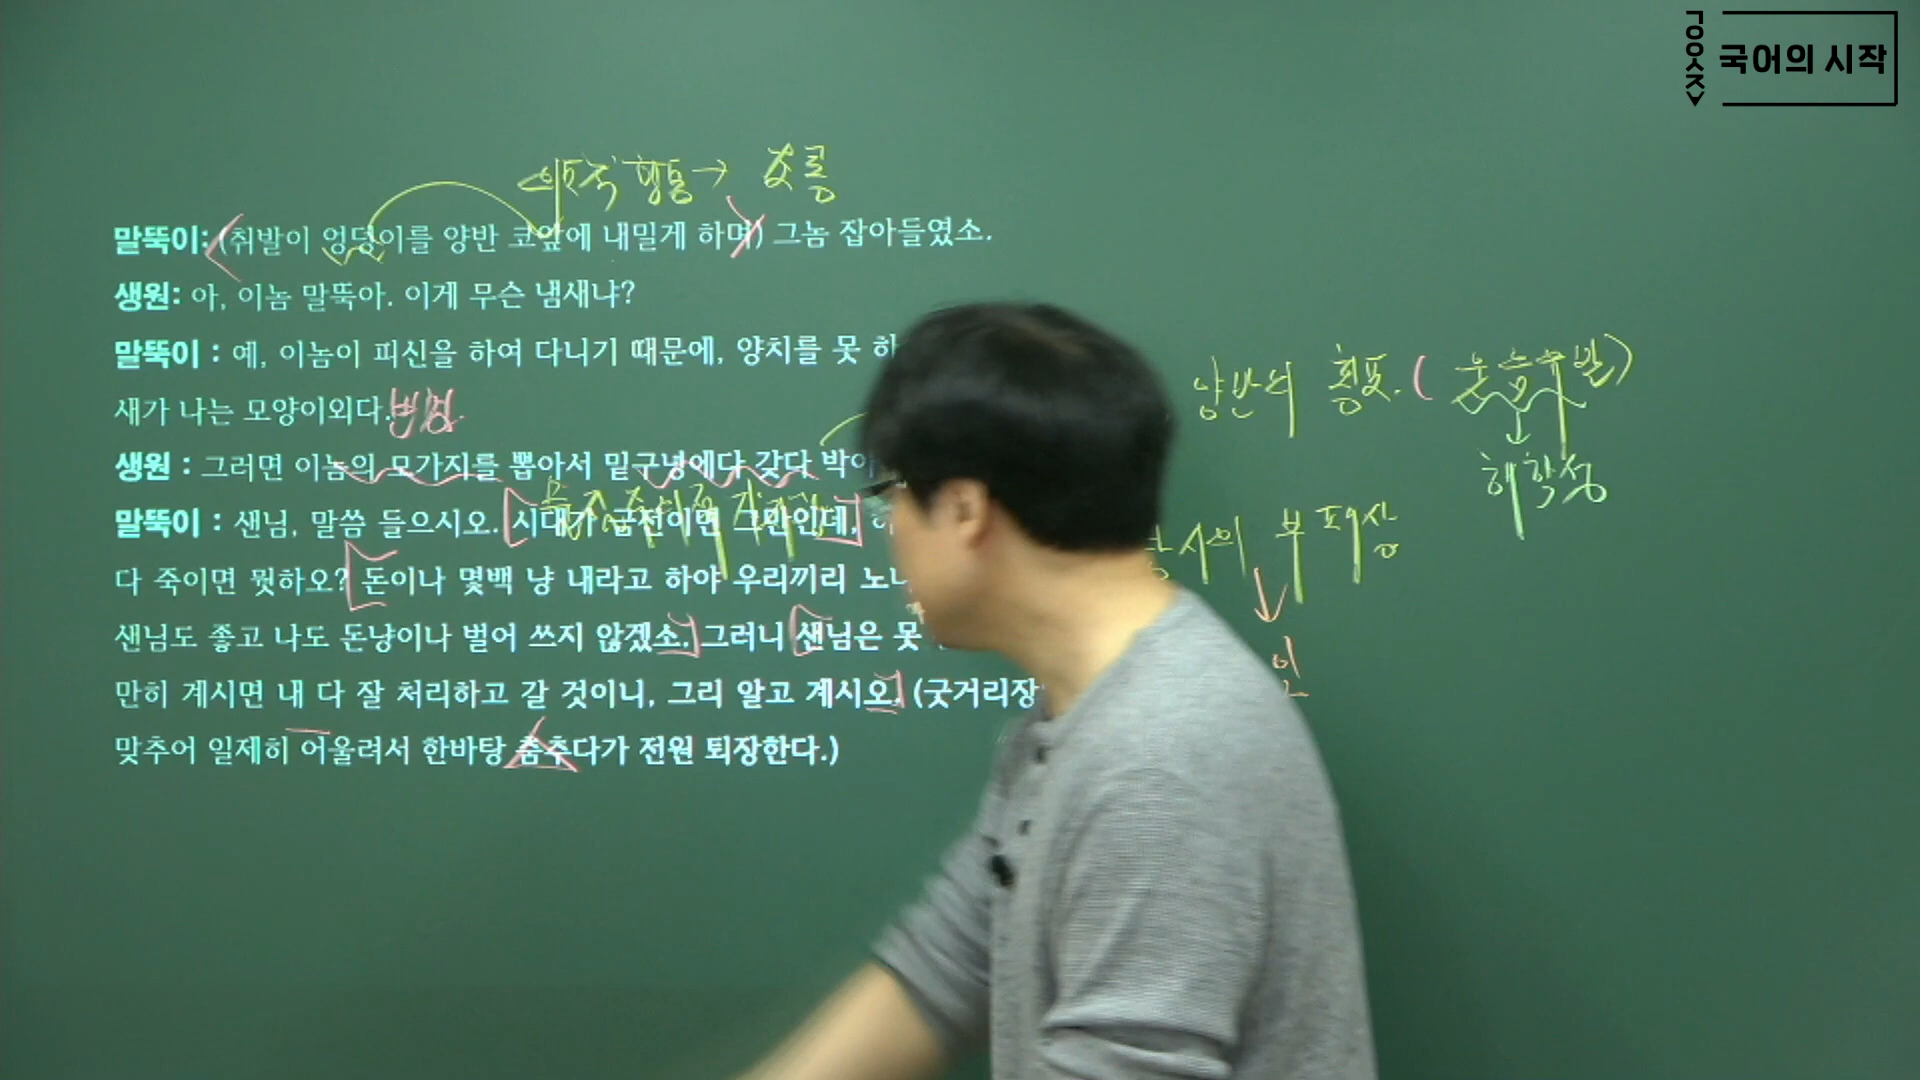 국어의 시작
의도적 행동→ 조롱
말뚝이: (취발이 엉덩이를 양반 코앞에 내밀게 하며) 그놈 잡아들였소.
생원: 아, 이놈 말뚝아. 이게 무슨 냄새냐?
말뚝이 : 예, 이놈이 피신을 하여 다니기 때문에, 양치를 못 하
새가 나는 모양이외다.
생원 : 그러면 이놈의 모가지를 뽑아서 밑구녕에다 갖다 박아
말뚝이 : 샌님, 말씀 들으시오. 시대가 금전이면 그만인데,
다 죽이면 뭣하오? 돈이나 몇백 냥 내라고 하야 우리끼리 노나
샌님도 좋고 나도 돈냥이나 벌어 쓰지 않겠소. 그러니 샌님은 못
만히 계시면 내 다 잘 처리하고 갈 것이니, 그리 알고 계시오. (굿거리장
맞추어 일제히 어울려서 한바탕 춤추다가 전원 퇴장한다.)
변명.
양반의 횡포. (
해학성
부패상